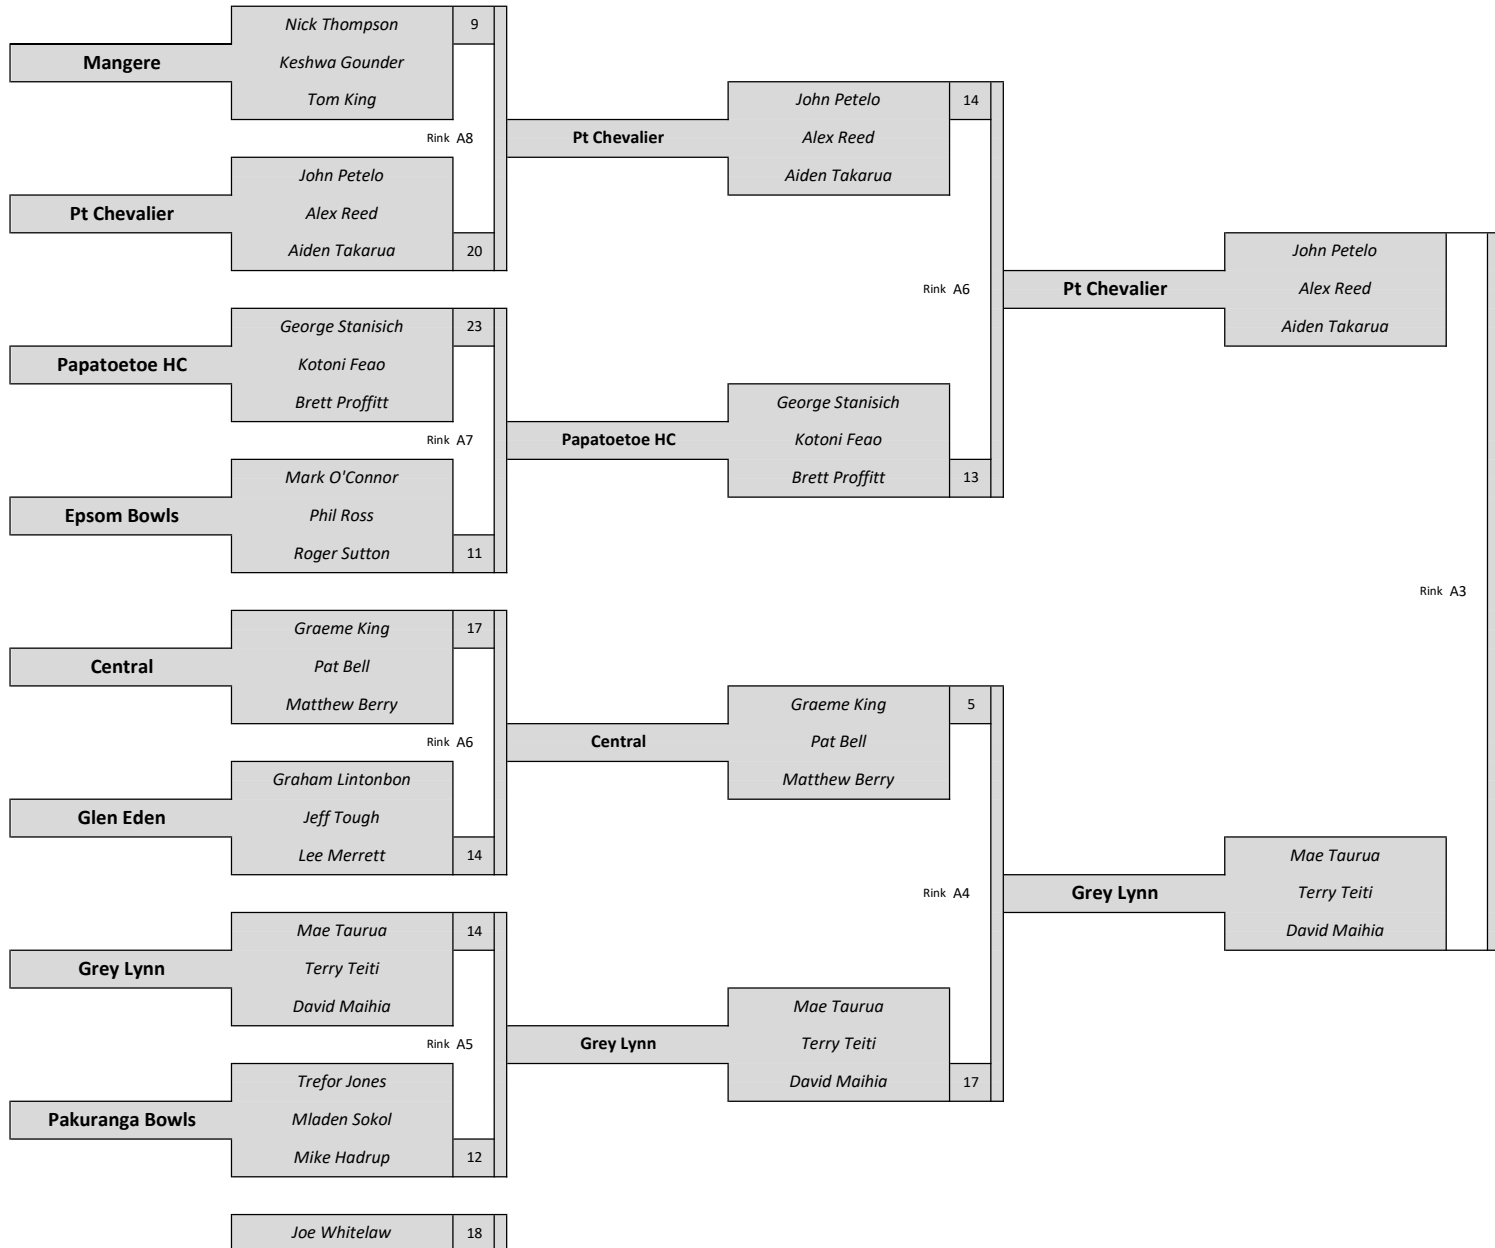 Nick Thompson 9
Mangere Keshwa Gounder
Tom King John Petelo 14
Rink A8 Pt Chevalier Alex Reed
John Petelo Aiden Takarua
Pt Chevalier Alex Reed
Aiden Takarua 20 John Petelo
Rink A6 Pt Chevalier Alex Reed
George Stanisich 23 Aiden Takarua
Papatoetoe HC Kotoni Feao
Brett Proffitt George Stanisich
Rink A7 Papatoetoe HC Kotoni Feao
Mark O'Connor Brett Proffitt 13
Epsom Bowls Phil Ross
Roger Sutton 11
Rink A3
Graeme King 17
Central Pat Bell
Matthew Berry Graeme King 5
Rink A6 Central Pat Bell
Graham Lintonbon Matthew Berry
Glen Eden Jeff Tough
Lee Merrett 14 Mae Taurua
Rink A4 Grey Lynn Terry Teiti
Mae Taurua 14 David Maihia
Grey Lynn Terry Teiti
David Maihia Mae Taurua
Rink A5 Grey Lynn Terry Teiti
Trefor Jones David Maihia 17
Pakuranga Bowls Mladen Sokol
Mike Hadrup 12
Joe Whitelaw 18